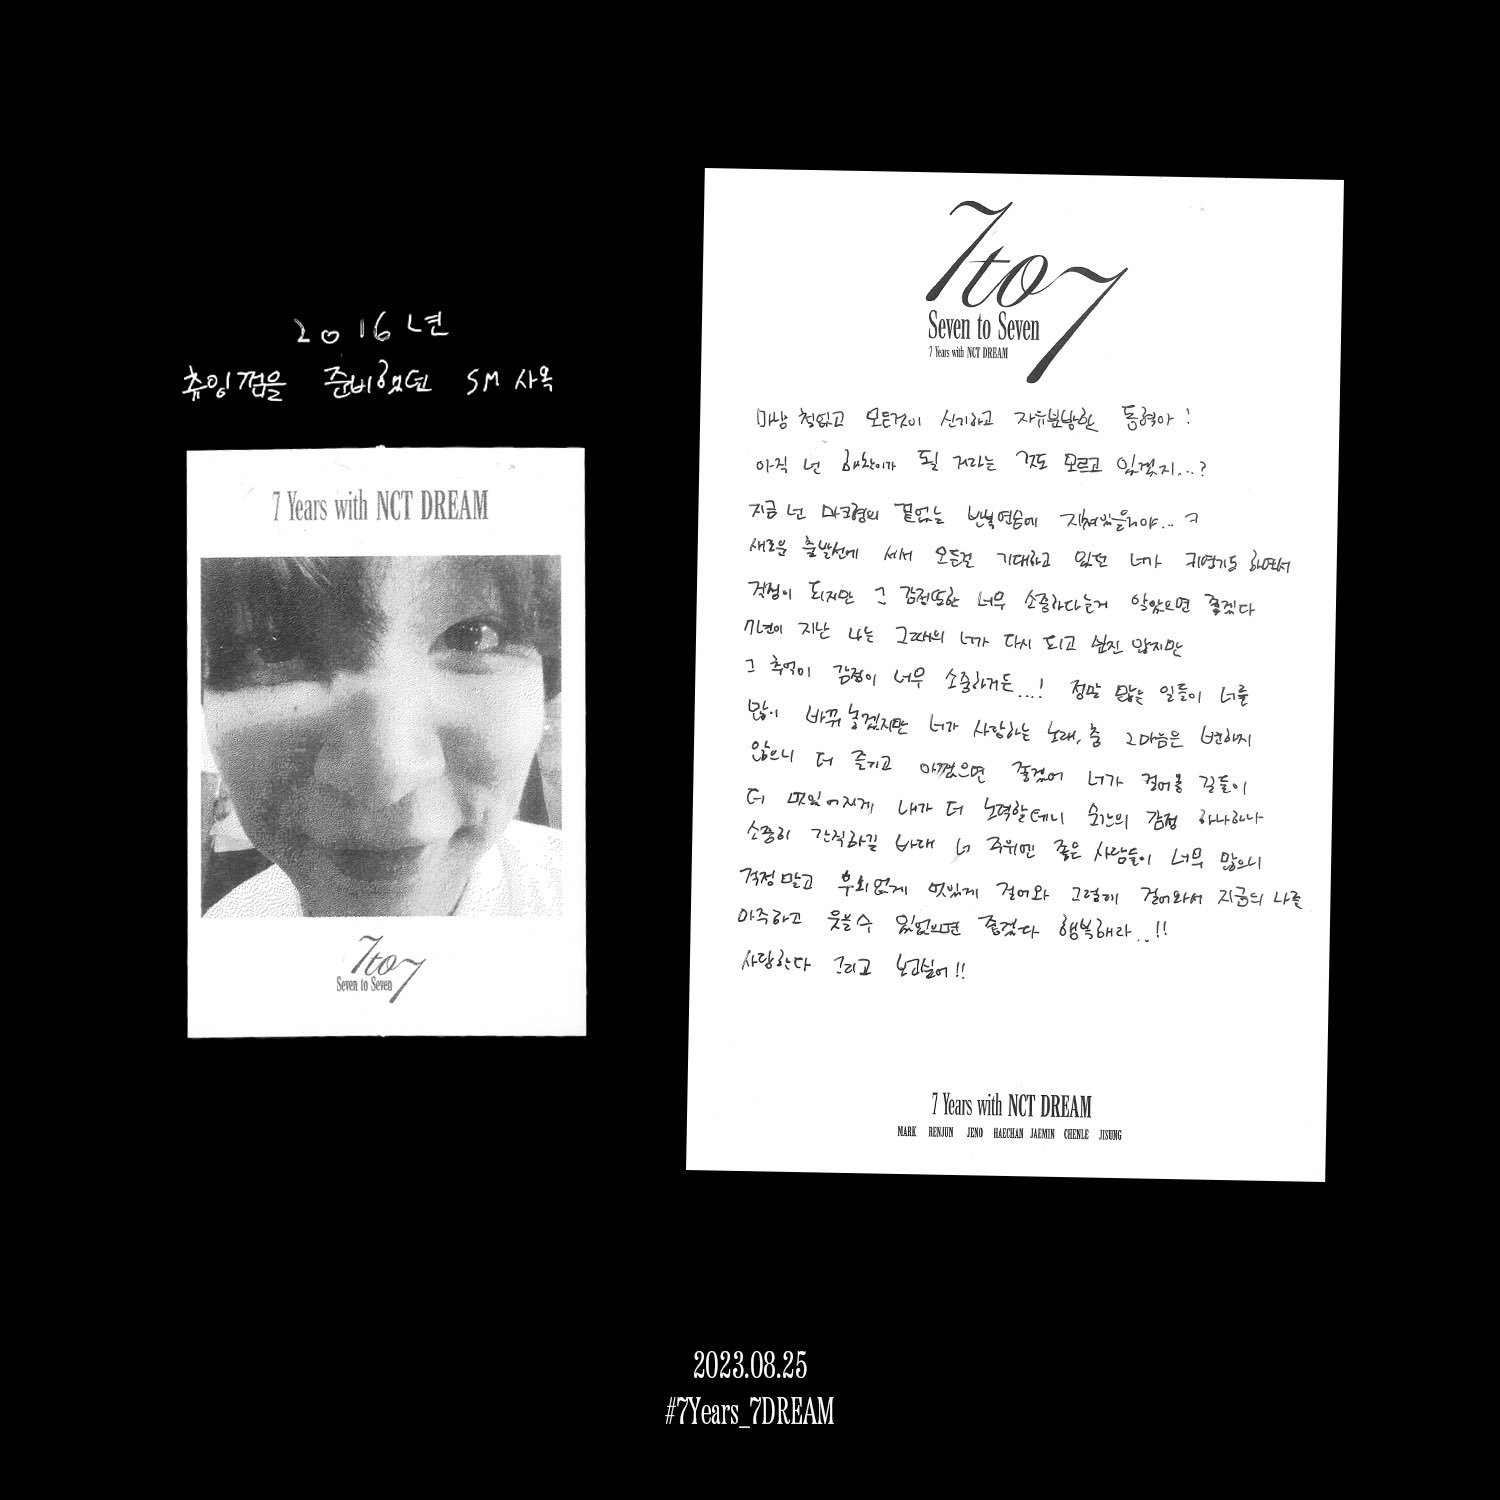 2016년
츄잉껌을 준비했던 SM 사옥
7 Years with NCT DREAM
7to7
Seven to Seven
7to7
Seven to Seven
7 Years with NCT DREAM
마냥 철없고 모든것이 신기하고 자유분방한 동혁아!
아직 넌 해찬이가 될 거라는 것도 모르고 있겠지...?
지금 넌 마크형의 끝없는 반복연습에 지쳐있을거야... ㅋ
새로운 출발선에 서서 모든걸 기대하고 있던 너가 귀엽기도 하면서
걱정이 되지만 그 감정또한 너무 소중하다는거 알았으면 좋겠다
7년이 지난 나는 그때의 너가 다시 되고 싶진 않지만
그 추억이 감정이 너무 소중하거든...! 정말 많은 일들이 너를
많이 바꿔놓겠지만 너가 사랑하는 노래, 춤 그마음은 변하지
않으니 더 즐기고 아꼈으면 좋겠어 너가 걸어올 길들이
더 멋있어지게 내가 더 노력할테니 순간의 감정 하나하나
소중히 간직하길 바래 너 주위엔 좋은 사람들이 너무 많으니
걱정말고 후회없게 멋있게 걸어와 그렇게 걸어와서 지금의 나를
마주하고 웃을수 있었으면 좋겠다 행복해라..!!
사랑한다 그리고 보고싶어!!
7 Years with NCT DREAM
MARK RENJUN JENO HAECHAN JAEMIN CHENLE JISUNG
2023.08.25
#7Years_7DREAM